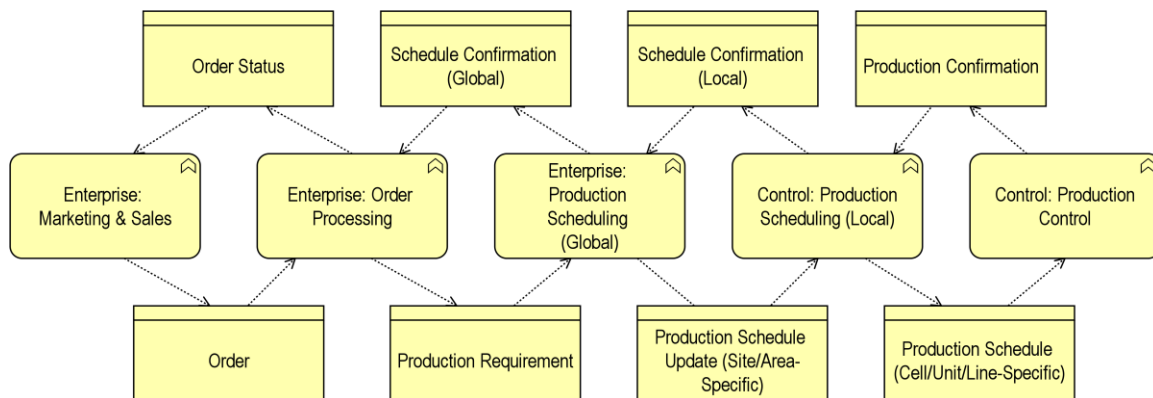 Order Status
Schedule Confirmation
(Global)
Schedule Confirmation
(Local)
Production Confirmation
Enterprise:
Marketing & Sales
Enterprise: Order
Processing
Enterprise:
Production
Scheduling
(Global)
Control: Production
Scheduling (Local)
Control: Production
Control
Order
Production Requirement
Production Schedule
Update (Site/Area-
Specific)
Production Schedule
(Cell/Unit/Line-Specific)